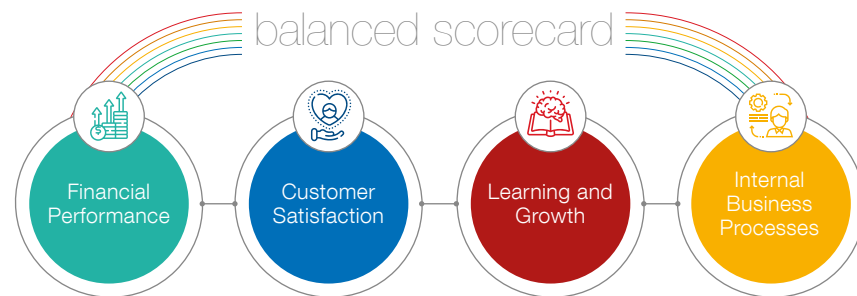 balanced scorecard
Financial
Performance
Customer
Satisfaction
Learning and
Growth
Internal
Business
Processes